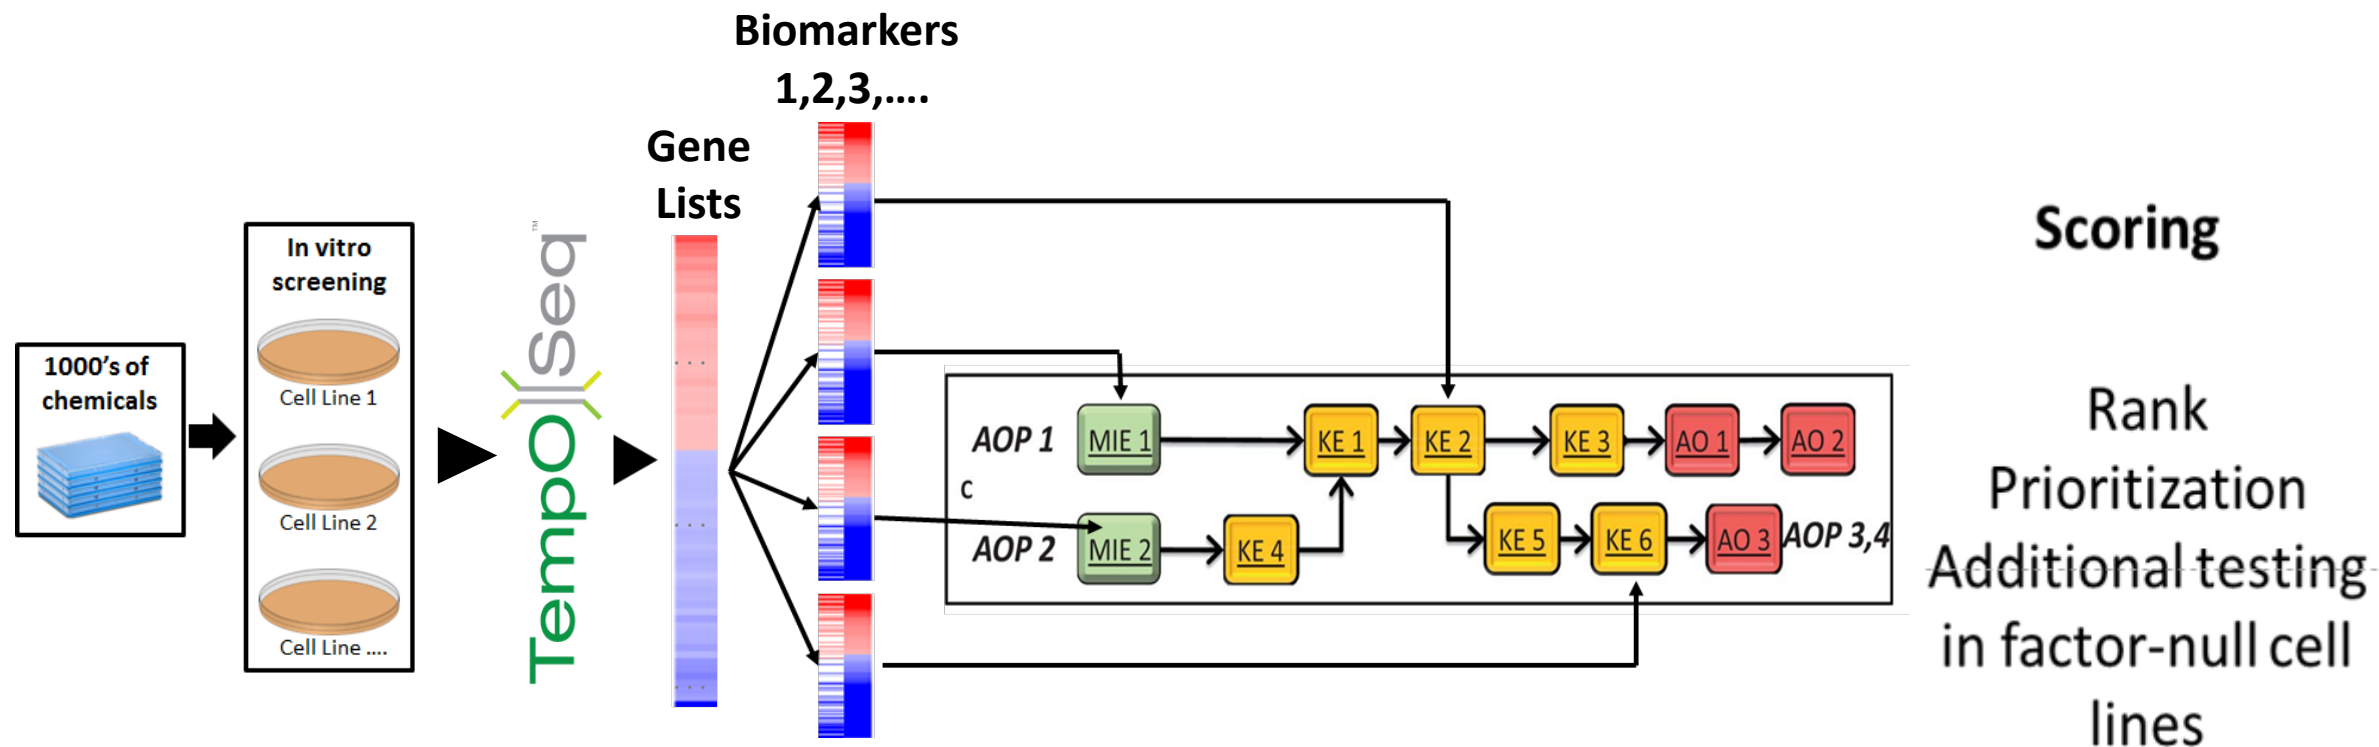 1000's of
chemicals
In vitro
screening
Cell Line 1
Cell Line 2
Cell Line ....
TempO Seq™
Gene
Lists
...
...
...
Biomarkers
1,2,3,....
AOP 1
MIE 1
KE 1
KE 2
KE 3
AO 1
AO 2
c
AOP 2
MIE 2
KE 4
KE 5
KE 6
AO 3
AOP 3,4
Scoring
Rank
Prioritization
Additional testing
in factor-null cell
lines